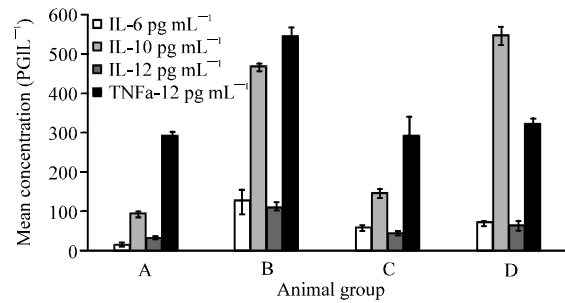 600
500
400
300
200
100
0
Mean concentration (PGIL⁻¹)
IL-6 pg mL⁻¹
IL-10 pg mL⁻¹
IL-12 pg mL⁻¹
TNFa-12 pg mL⁻¹
A B C D
Animal group